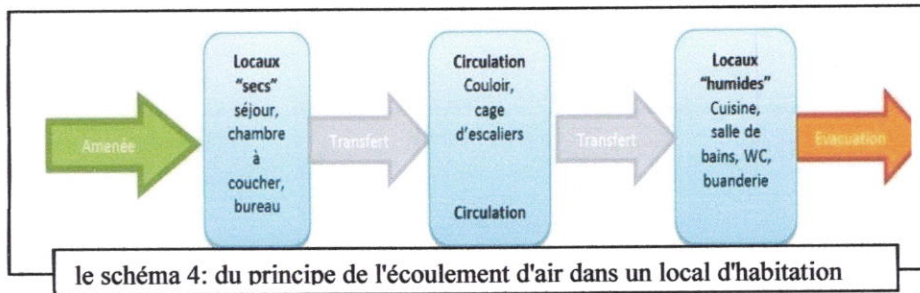 Amenée
Locaux
"secs"
séjour,
chambre
à
coucher,
bureau
Transfert
Circulation
Couloir,
cage
d'escaliers
Circulation
Transfert
Locaux
"humides"
Cuisine,
salle de
bains, WC,
buanderie
Evacuation
le schéma 4: du principe de l'écoulement d'air dans un local d'habitation